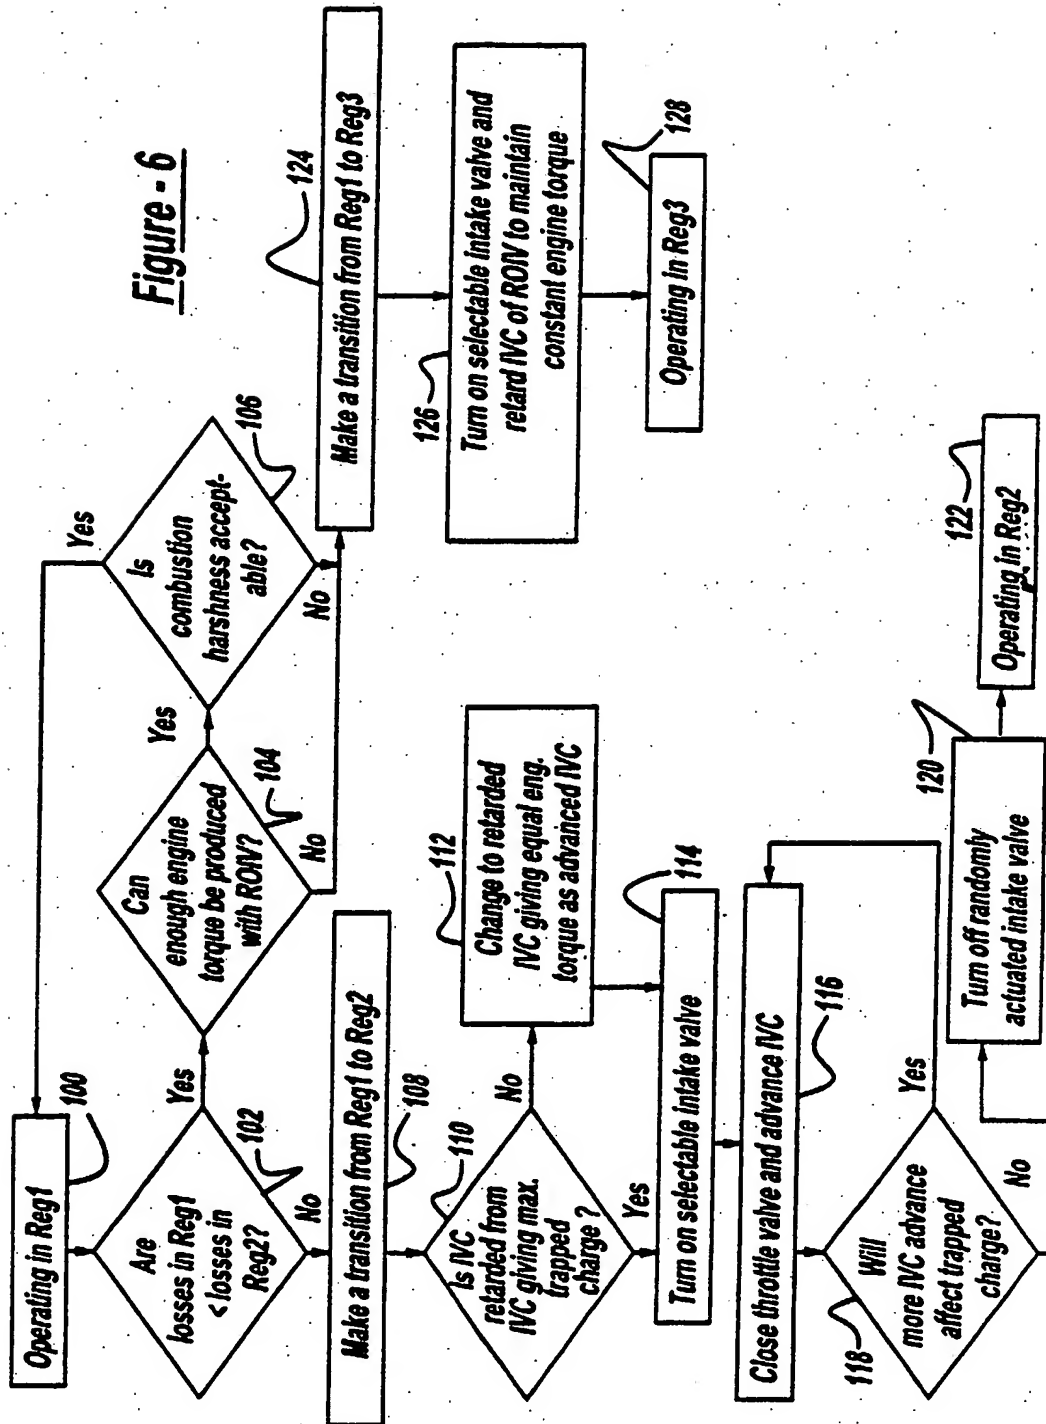 Figure - 6
Operating in Reg1
100
Are
losses in Reg1
< losses in
Reg2?
102
Yes
No
Can
enough engine
torque be produced
with ROIV?
104
Yes
No
Is
combustion
harshness accept-
able?
106
Yes
No
Make a transition from Reg1 to Reg2
108
Is IVC
retarded from
IVC giving max.
trapped
charge ?
110
No
Yes
Change to retarded
IVC giving equal eng.
torque as advanced IVC
112
Turn on selectable intake valve
114
Close throttle valve and advance IVC
116
Will
more IVC advance
affect trapped
charge?
118
Yes
No
Turn off randomly
actuated intake valve
120
Operating in Reg2
122
Make a transition from Reg1 to Reg3
124
Turn on selectable intake valve and
retard IVC of ROIV to maintain
constant engine torque
126
Operating in Reg3
128